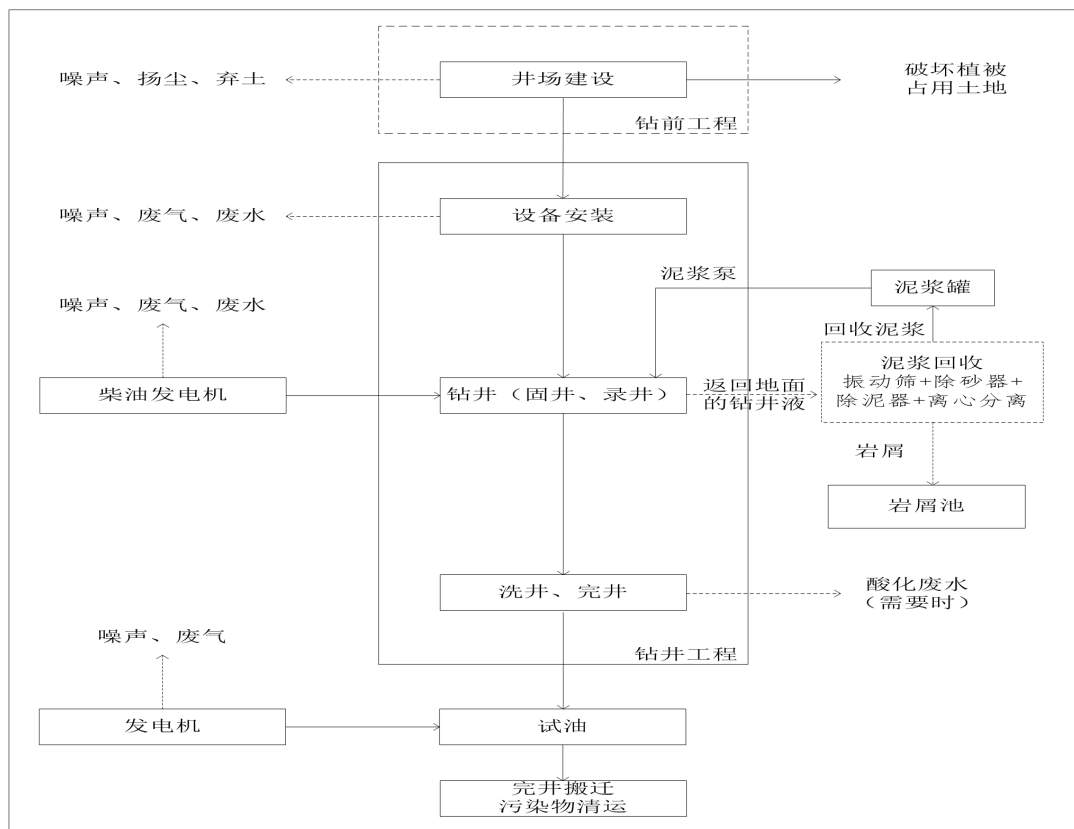 噪声、扬尘、弃土
井场建设
破坏植被
占用土地
钻前工程
噪声、废气、废水
设备安装
泥浆泵
泥浆罐
噪声、废气、废水
回收泥浆
泥浆回收
振动筛+除砂器+
除泥器+离心分离
柴油发电机
钻井（固井、录井）
返回地面
的钻井液
岩屑
岩屑池
洗井、完井
酸化废水
（需要时）
噪声、废气
钻井工程
发电机
试油
完井搬迁
污染物清运